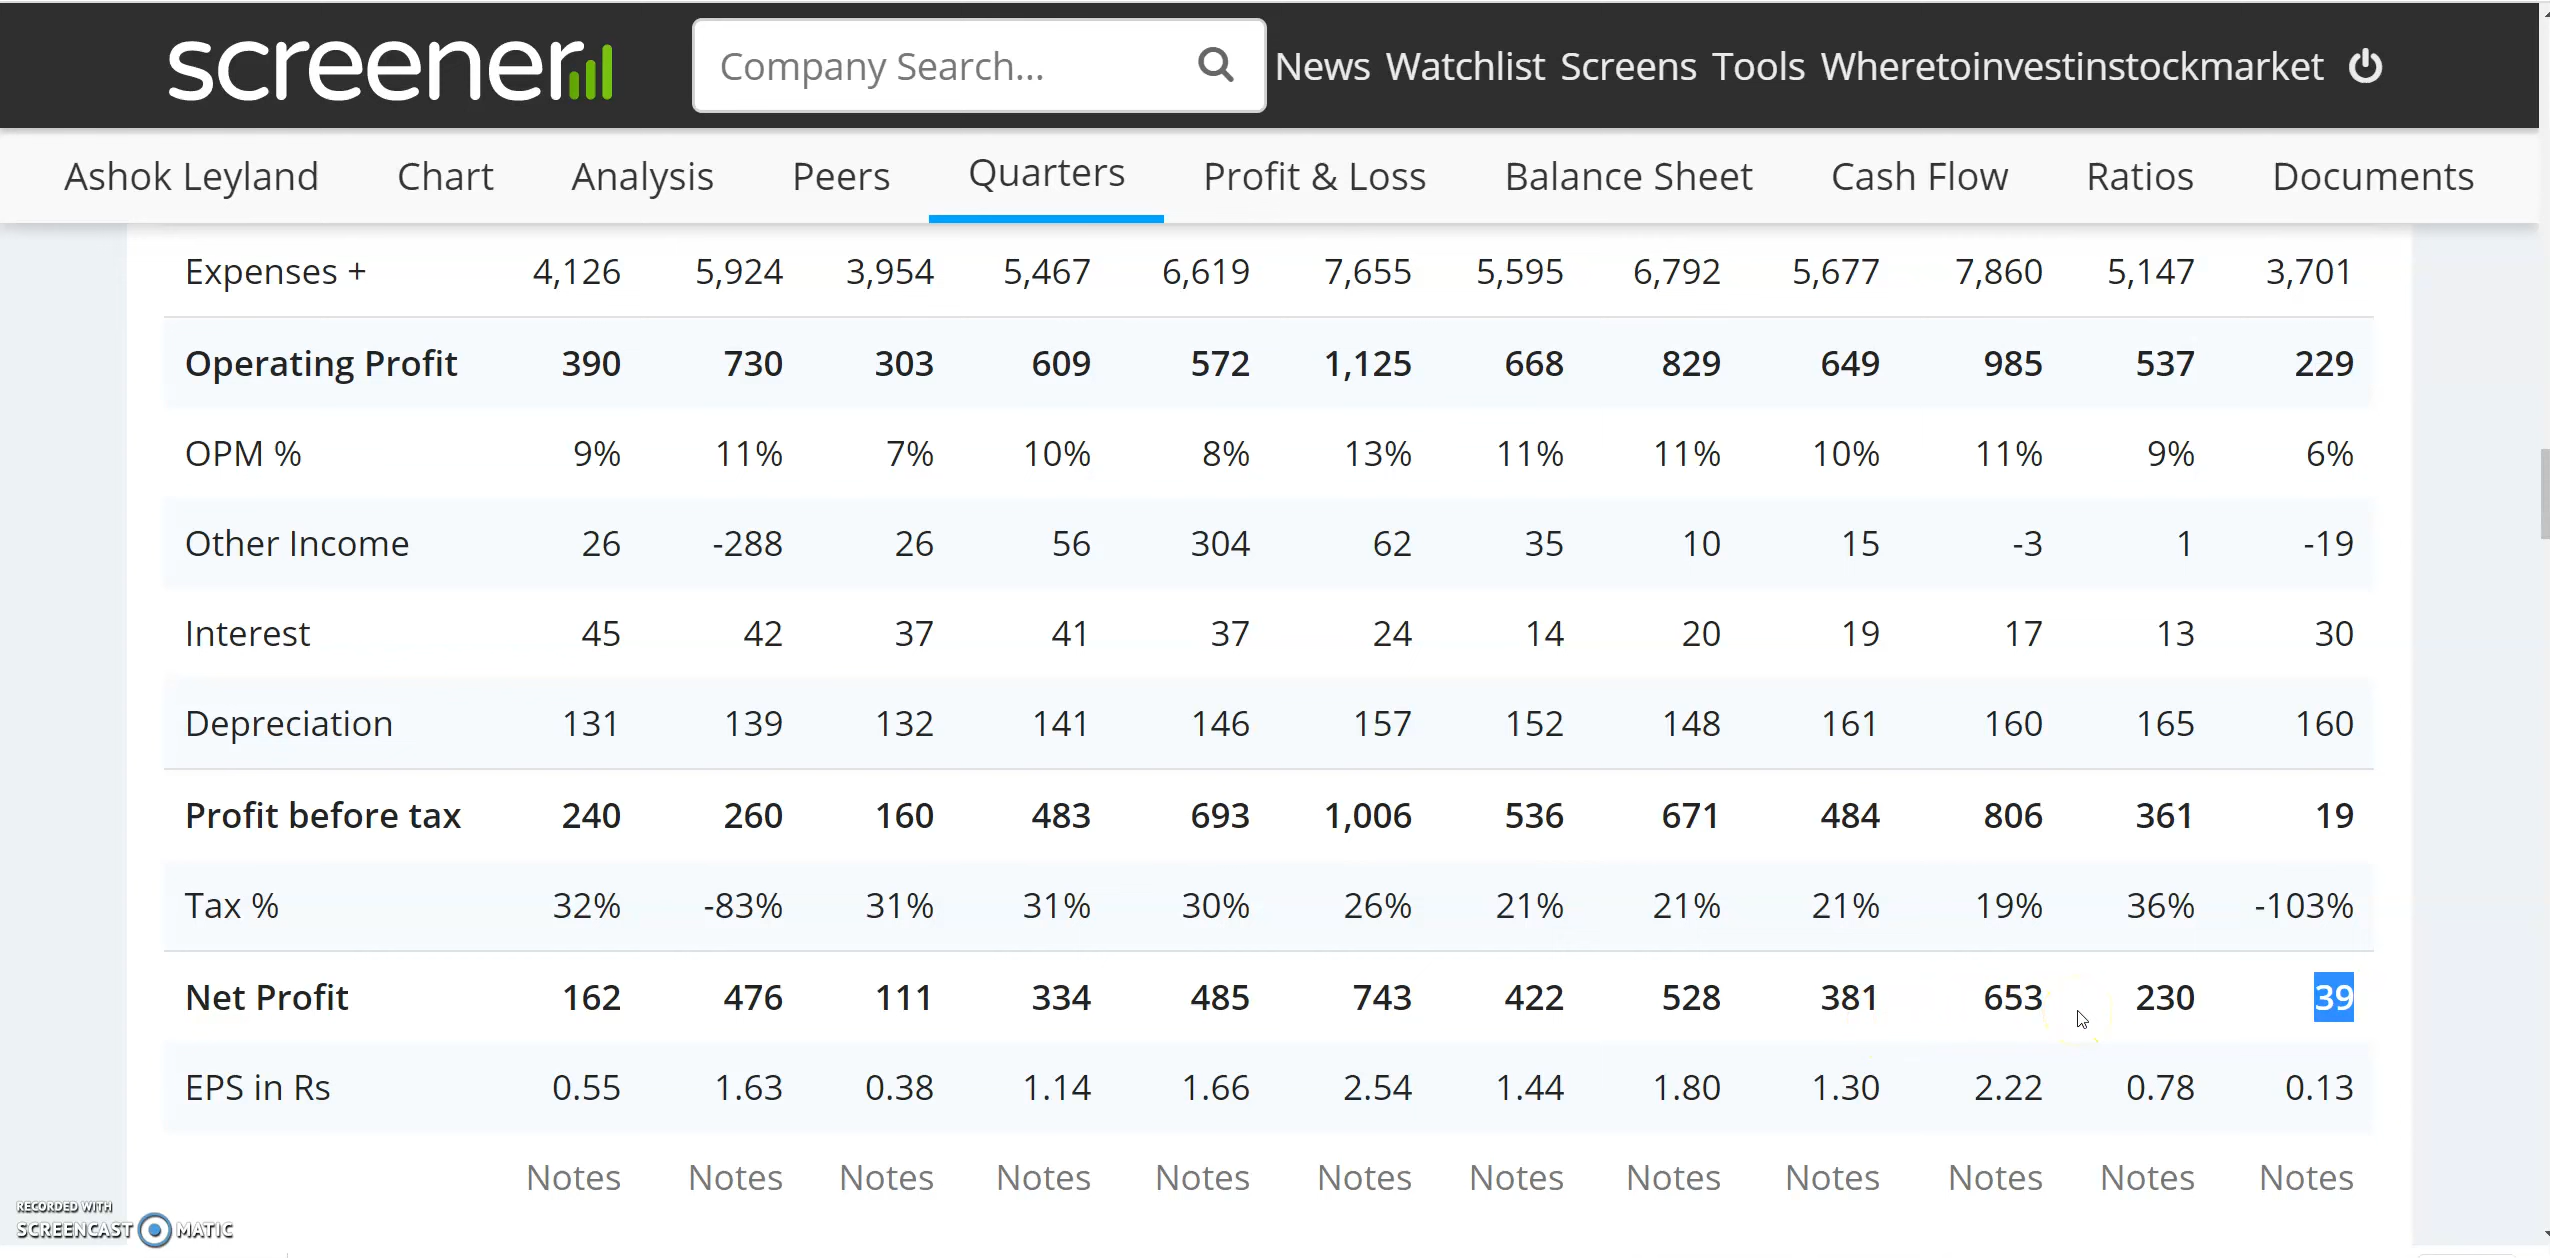 screener Company Search... News Watchlist Screens Tools Wheretoinvestinstockmarket
Ashok Leyland Chart Analysis Peers Quarters Profit & Loss Balance Sheet Cash Flow Ratios Documents
Expenses + 4,126 5,924 3,954 5,467 6,619 7,655 5,595 6,792 5,677 7,860 5,147 3,701
Operating Profit 390 730 303 609 572 1,125 668 829 649 985 537 229
OPM % 9% 11% 7% 10% 8% 13% 11% 11% 10% 11% 9% 6%
Other Income 26 -288 26 56 304 62 35 10 15 -3 1 -19
Interest 45 42 37 41 37 24 14 20 19 17 13 30
Depreciation 131 139 132 141 146 157 152 148 161 160 165 160
Profit before tax 240 260 160 483 693 1,006 536 671 484 806 361 19
Tax % 32% -83% 31% 31% 30% 26% 21% 21% 21% 19% 36% -103%
Net Profit 162 476 111 334 485 743 422 528 381 653 230 39
EPS in Rs 0.55 1.63 0.38 1.14 1.66 2.54 1.44 1.80 1.30 2.22 0.78 0.13
Notes Notes Notes Notes Notes Notes Notes Notes Notes Notes Notes Notes
RECORDED WITH
SCREENCAST MATIC